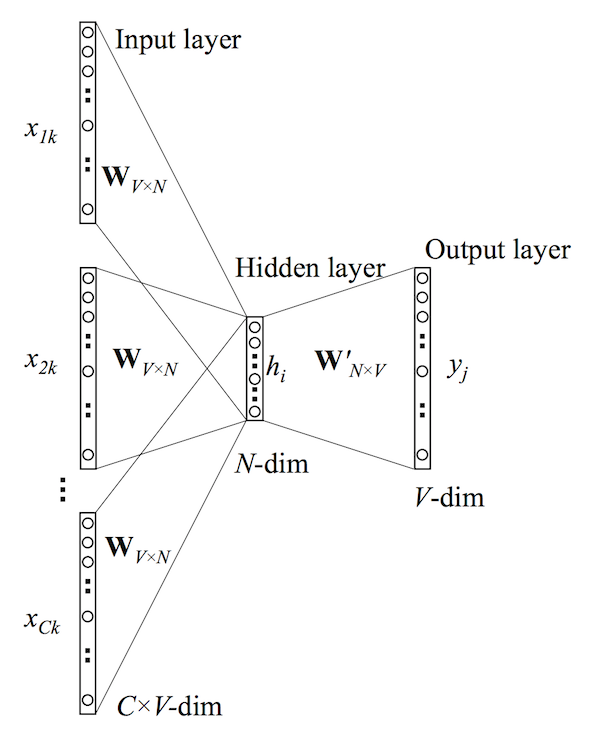 Input layer
x1k
WV×N
Hidden layer
Output layer
x2k
WV×N
hi
W'N×V
yj
N-dim
V-dim
WV×N
xCk
C×V-dim